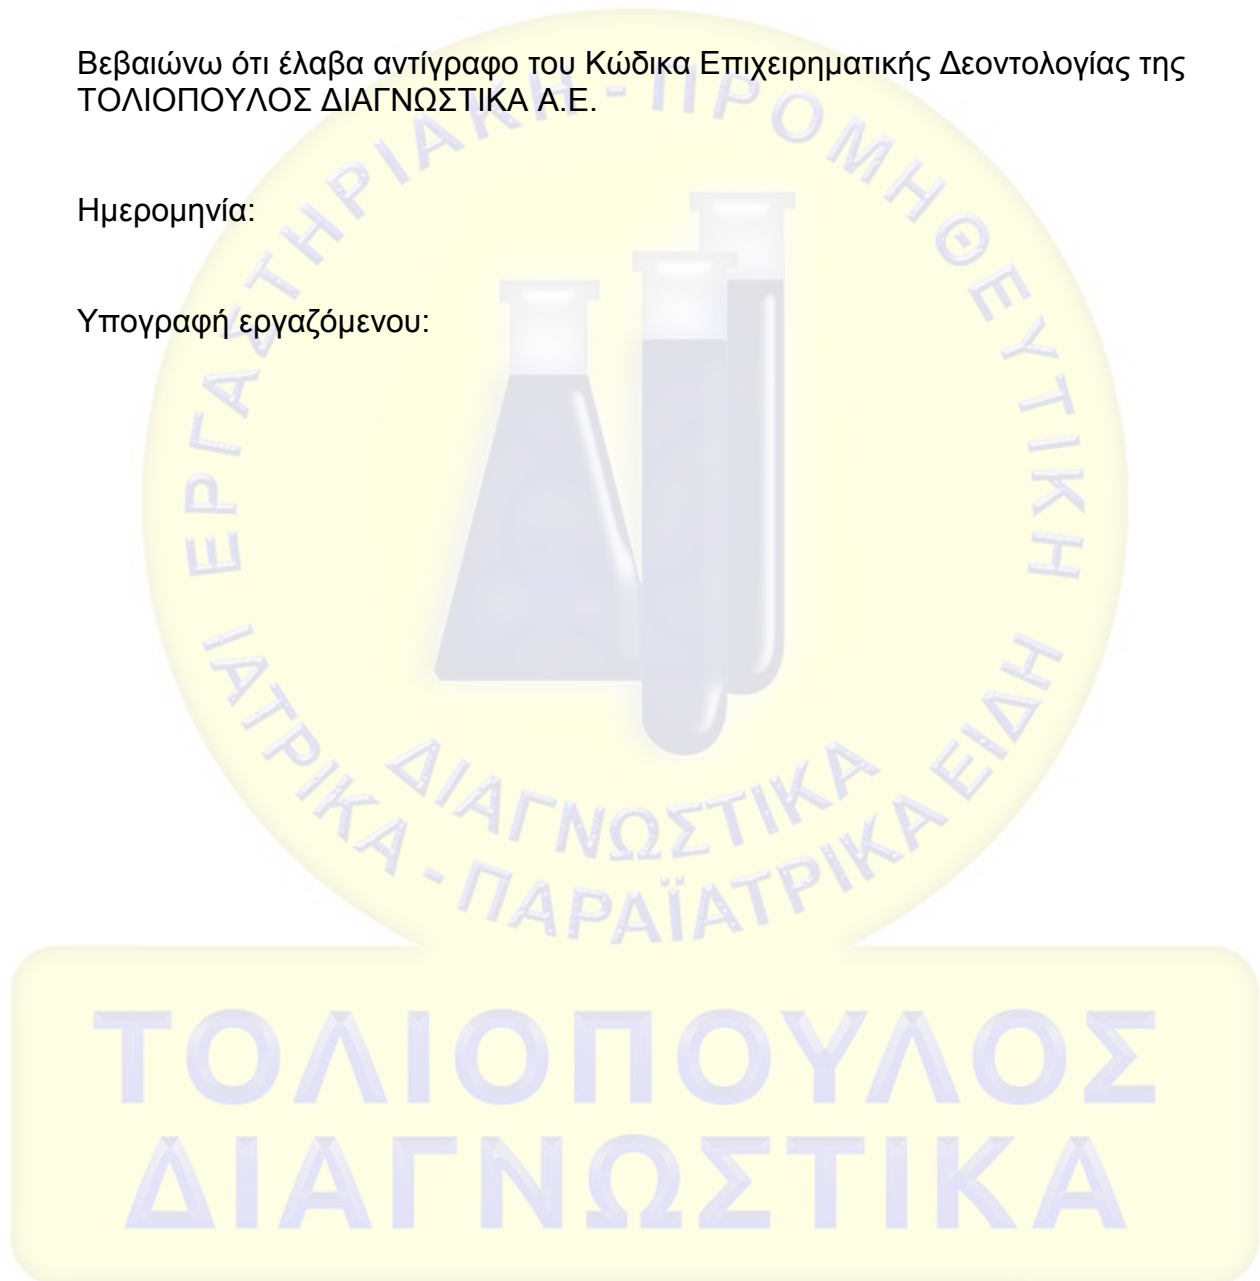 Βεβαιώνω ότι έλαβα αντίγραφο του Κώδικα Επιχειρηματικής Δεοντολογίας της
ΤΟΛΙΟΠΟΥΛΟΣ ΔΙΑΓΝΩΣΤΙΚΑ Α.Ε.
Ημερομηνία:
Υπογραφή εργαζόμενου:
ΕΡΓΑΣΤΗΡΙΑΚΗ - ΠΡΟΜΗΘΕΥΤΙΚΗ
ΔΙΑΓΝΩΣΤΙΚΑ
ΙΑΤΡΙΚΑ - ΠΑΡΑΪΑΤΡΙΚΑ ΕΙΔΗ
ΤΟΛΙΟΠΟΥΛΟΣ
ΔΙΑΓΝΩΣΤΙΚΑ